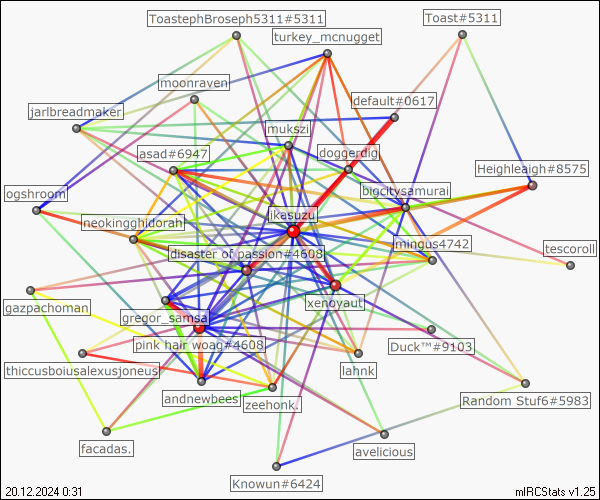 ToastephBroseph5311#5311
Toast#5311
turkey_mcnugget
moonraven
default#0617
jarlbreadmaker
mukszi
doggerdig
asad#6947
Heighleaigh#8575
bigcitysamurai
ogshroom
ikasuzu
neokingghidorah
mingus4742
tescoroll
disaster of passion#4608
gazpachoman
xenoyaut
gregor_samsa
pink hair woag#4608
Duck™#9103
thiccusboiusalexusjoneus
lahnk
andnewbees
zeehonk.
Random Stuf6#5983
facadas.
avelicious
Knowun#6424
20.12.2024 0:31
mIRCStats v1.25